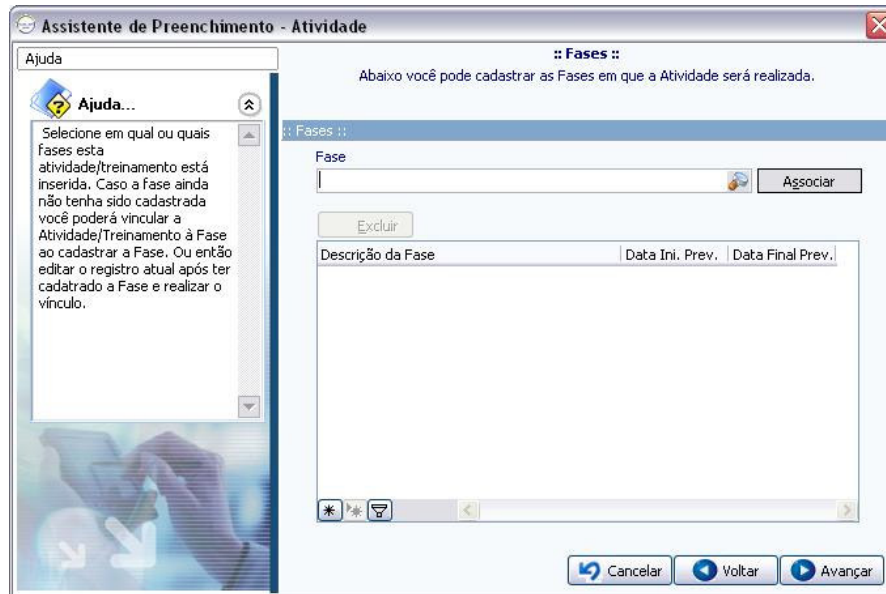 Assistente de Preenchimento - Atividade
Ajuda
Ajuda...
Selecione em qual ou quais
fases esta
atividade/treinamento está
inserida. Caso a fase ainda
não tenha sido cadastrada
você poderá vincular a
Atividade/Treinamento à Fase
ao cadastrar a Fase. Ou então
editar o registro atual após ter
cadatrado a Fase e realizar o
vínculo.
:: Fases ::
Abaixo você pode cadastrar as Fases em que a Atividade será realizada.
:: Fases ::
Fase
Associar
Excluir
Descrição da Fase Data Ini. Prev. Data Final Prev.
Cancelar Voltar Avançar